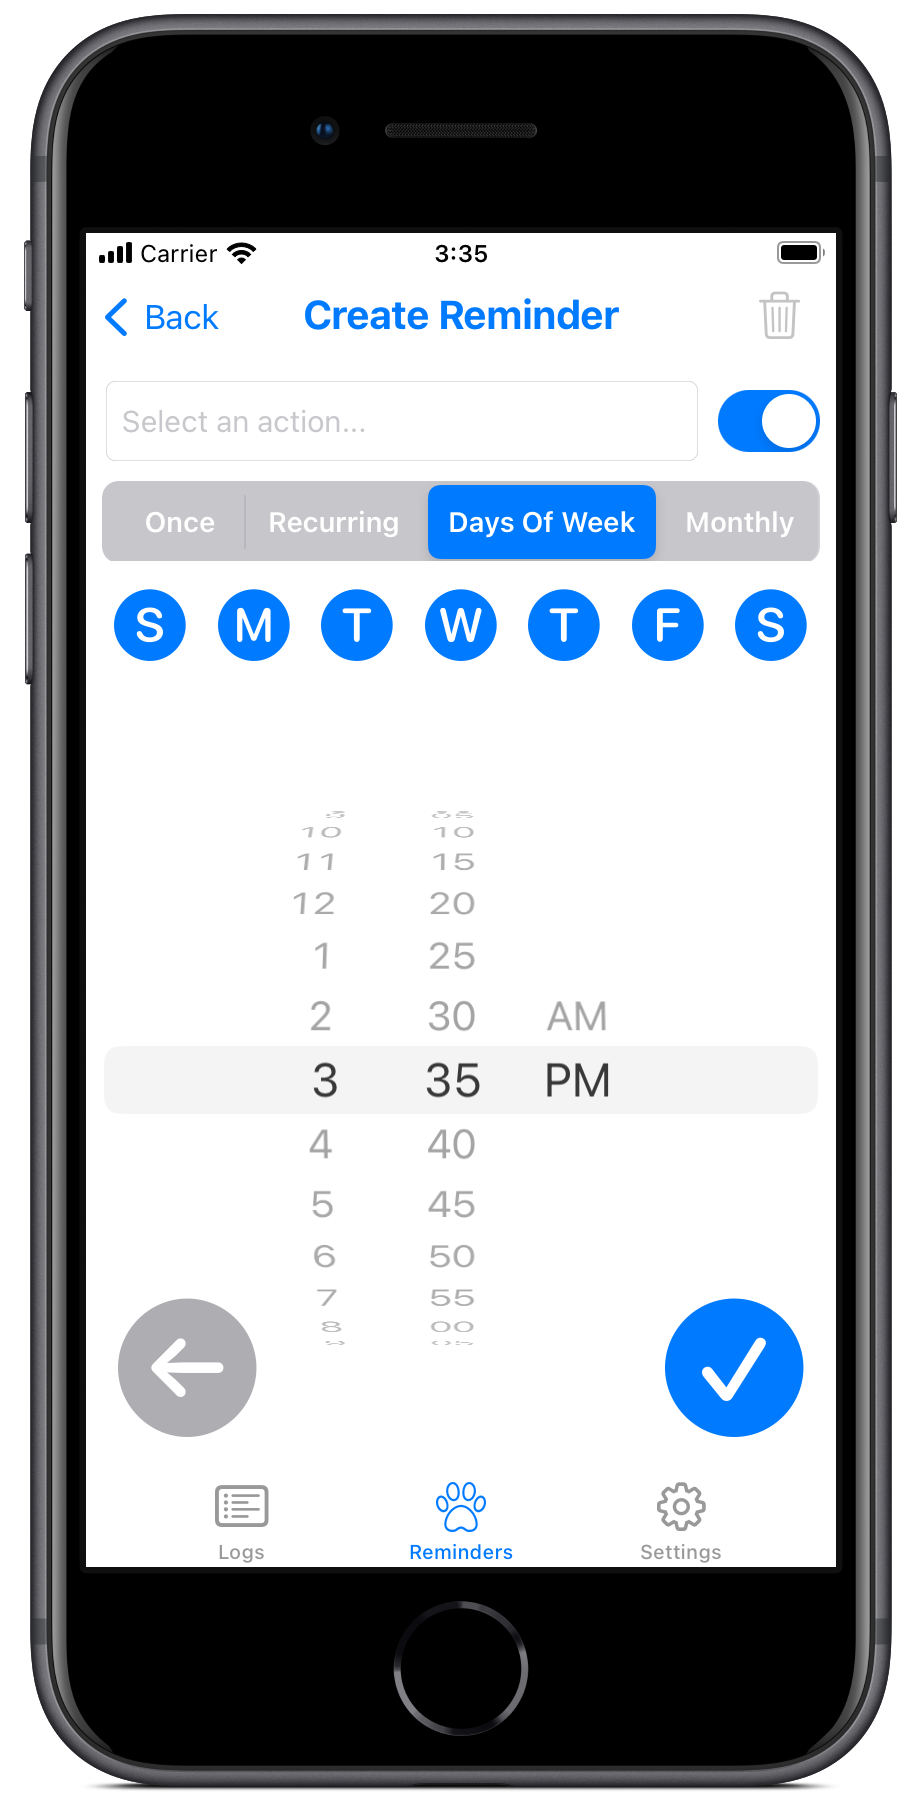 Carrier 3:35
Back Create Reminder
Select an action...
Once Recurring Days Of Week Monthly
S M T W T F S
10 10
11 15
12 20
1 25
2 30 AM
3 35 PM
4 40
5 45
6 50
7 55
8 00
Logs Reminders Settings